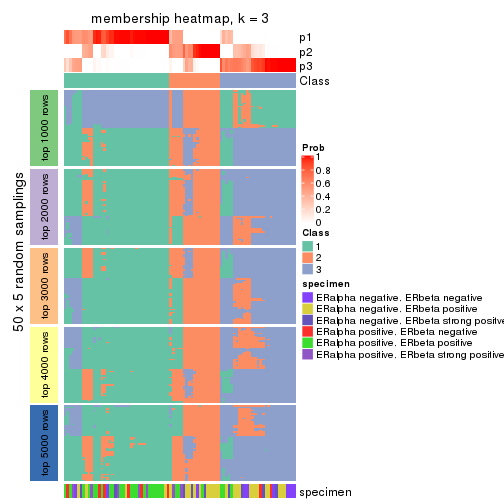 membership heatmap, k = 3
p1
p2
p3
Class
50 x 5 random samplings
top 1000 rows
top 2000 rows
top 3000 rows
top 4000 rows
top 5000 rows
specimen
Prob
1
0.8
0.6
0.4
0.2
0
Class
1
2
3
specimen
ERalpha negative. ERbeta negative
ERalpha negative. ERbeta positive
ERalpha negative. ERbeta strong positive
ERalpha positive. ERbeta negative
ERalpha positive. ERbeta positive
ERalpha positive. ERbeta strong positive